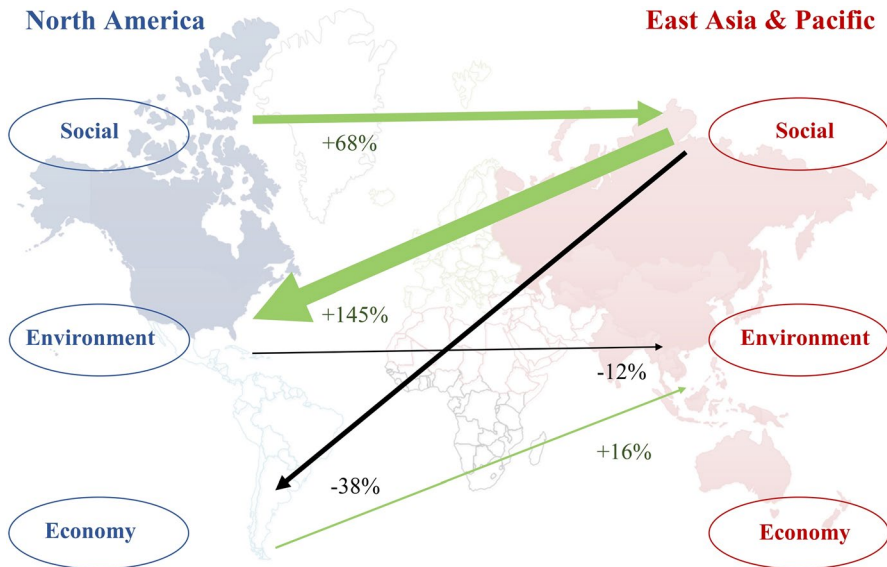 North America
East Asia & Pacific
Social
Social
+68%
+145%
Environment
Environment
-12%
+16%
-38%
Economy
Economy